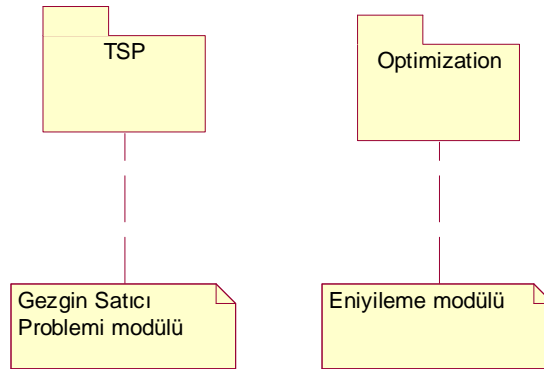 TSP
Optimization
Gezgin Satıcı
Problemi modülü
Eniyileme modülü